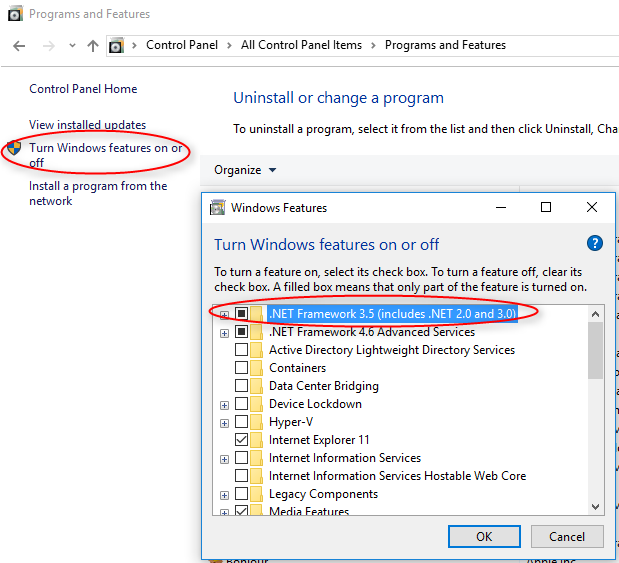 Programs and Features
Control Panel > All Control Panel Items > Programs and Features
Control Panel Home
View installed updates
Turn Windows features on or
off
Install a program from the
network
Uninstall or change a program
To uninstall a program, select it from the list and then click Uninstall, Cha
Organize
Windows Features
Turn Windows features on or off
To turn a feature on, select its check box. To turn a feature off, clear its
check box. A filled box means that only part of the feature is turned on.
.NET Framework 3.5 (includes .NET 2.0 and 3.0)
.NET Framework 4.6 Advanced Services
Active Directory Lightweight Directory Services
Containers
Data Center Bridging
Device Lockdown
Hyper-V
Internet Explorer 11
Internet Information Services
Internet Information Services Hostable Web Core
Legacy Components
Media Features
OK
Cancel
Bonjour
Apple Inc.